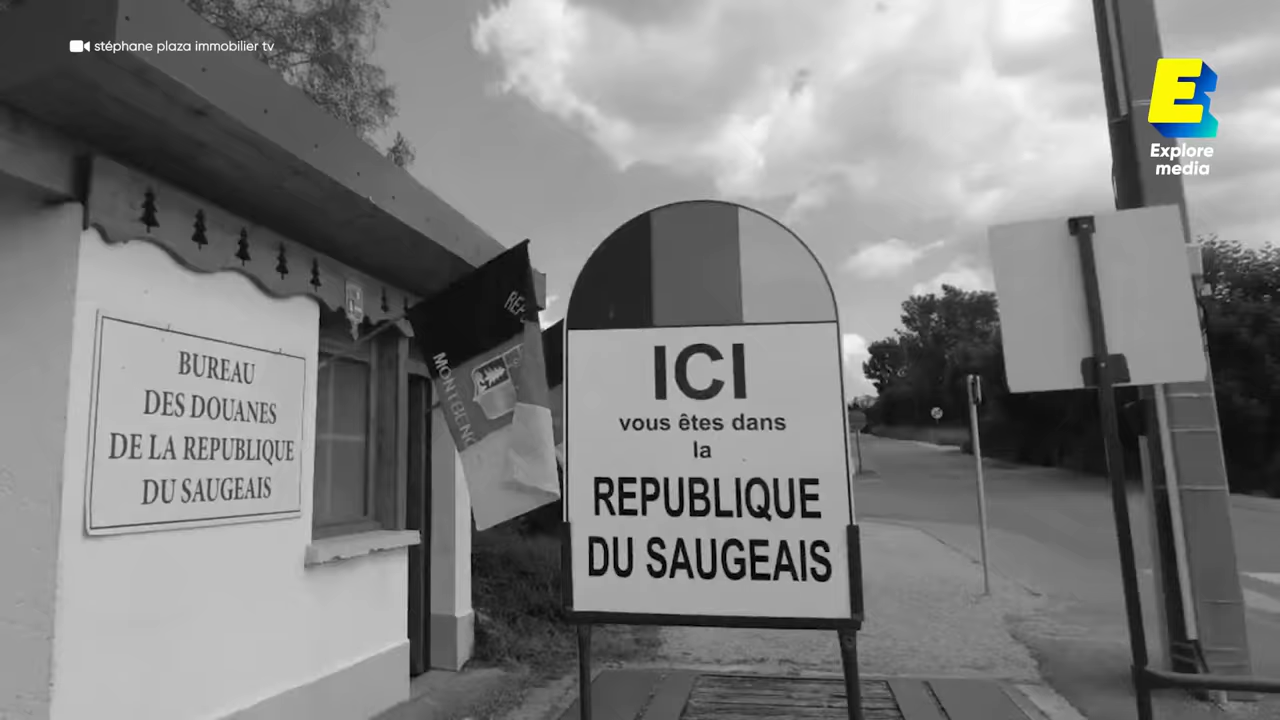 stéphane plaza immobilier tv
E
Explore
media
BUREAU
DES DOUANES
DE LA REPUBLIQUE
DU SAUGEAIS
MONTBENO
ICI
vous êtes dans
la
REPUBLIQUE
DU SAUGEAIS